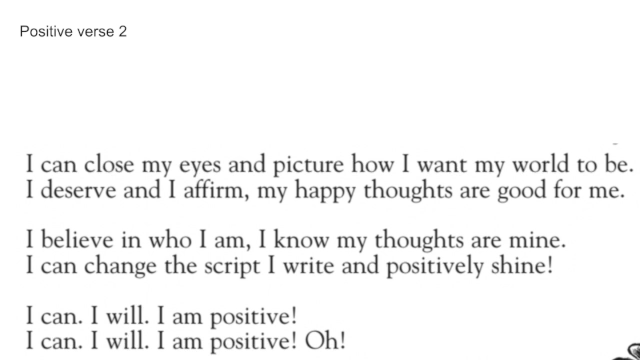 Positive verse 2
I can close my eyes and picture how I want my world to be.
I deserve and I affirm, my happy thoughts are good for me.
I believe in who I am, I know my thoughts are mine.
I can change the script I write and positively shine!
I can. I will. I am positive!
I can. I will. I am positive! Oh!